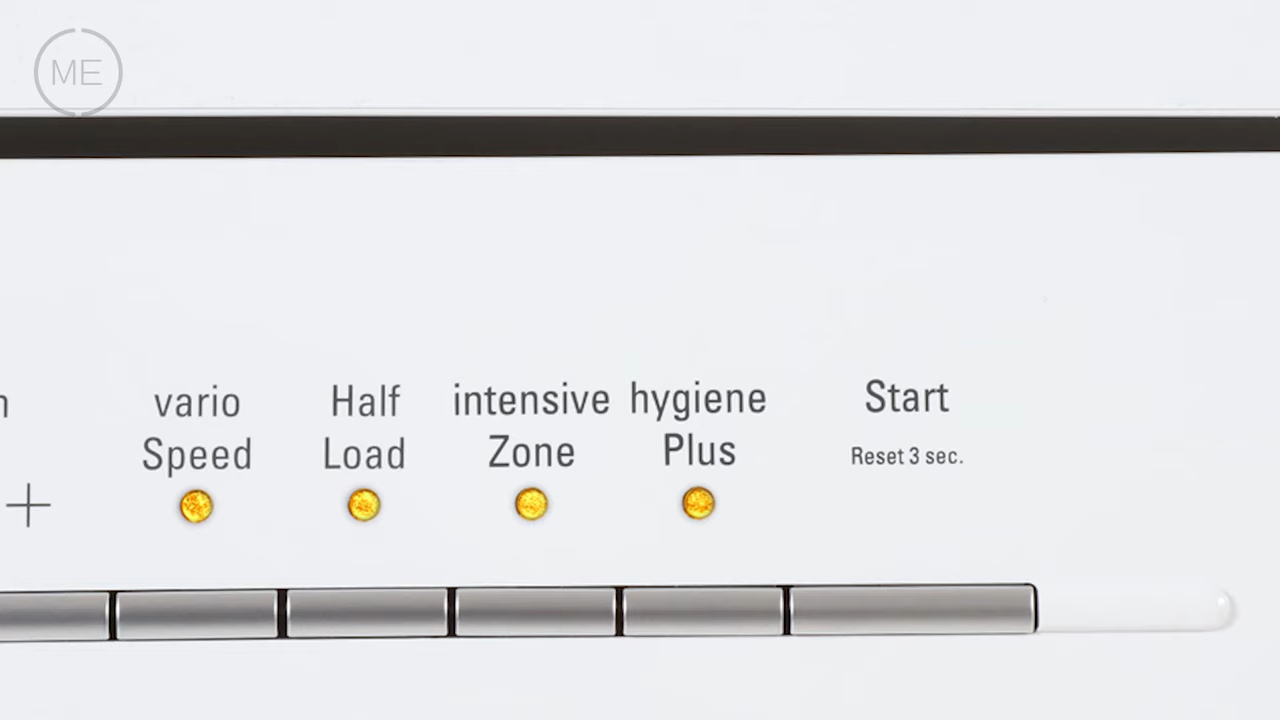 ME
vario
Speed
Half
Load
intensive
Zone
hygiene
Plus
Start
Reset 3 sec.
+